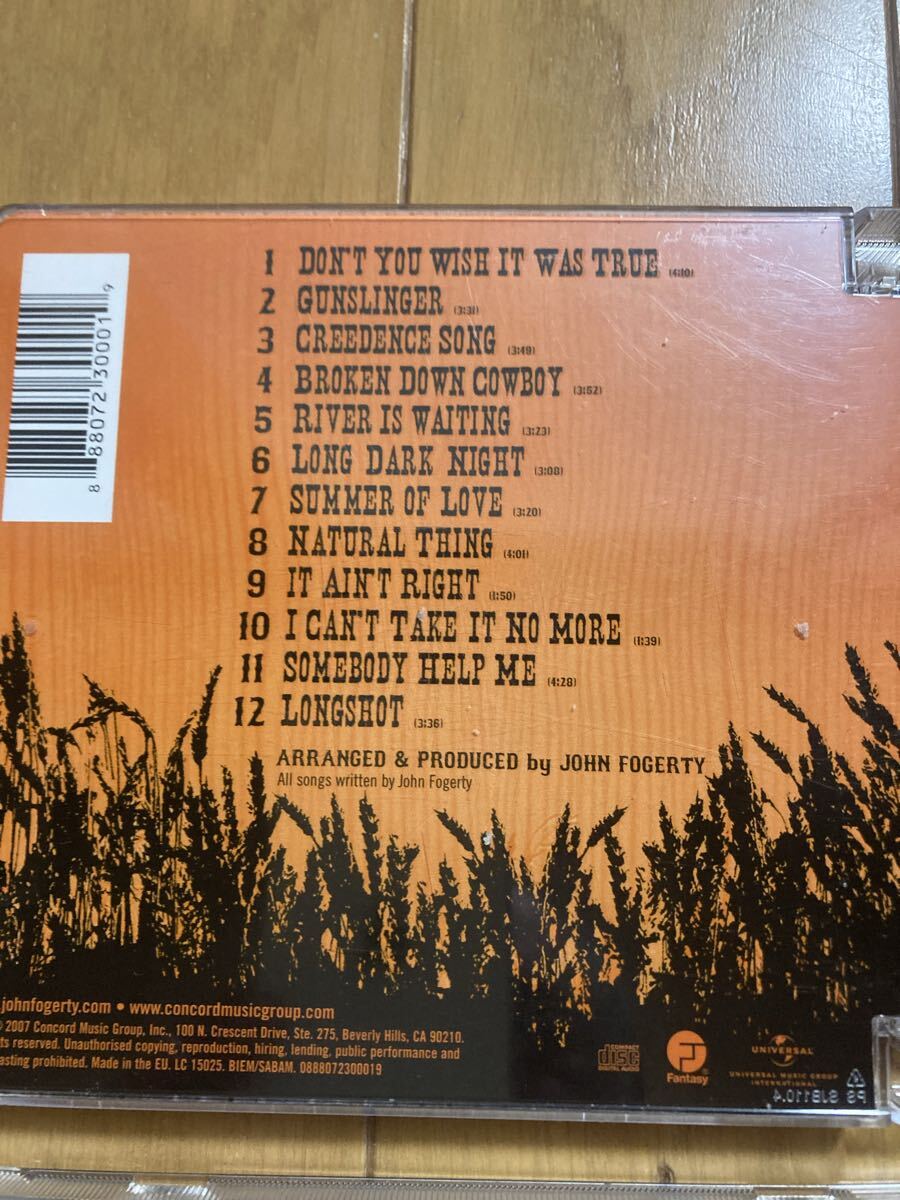 1 DON'T YOU WISH IT WAS TRUE (4:10)
2 GUNSLINGER (3:31)
3 CREEDENCE SONG (3:49)
4 BROKEN DOWN COWBOY (3:52)
5 RIVER IS WAITING (3:23)
6 LONG DARK NIGHT (3:08)
7 SUMMER OF LOVE (3:20)
8 NATURAL THING (4:01)
9 IT AIN'T RIGHT (1:50)
10 I CAN'T TAKE IT NO MORE (1:39)
11 SOMEBODY HELP ME (4:28)
12 LONGSHOT (3:36)
ARRANGED & PRODUCED by JOHN FOGERTY
All songs written by John Fogerty
8 88072 30001 9
.johnfogerty.com • www.concordmusicgroup.com
© 2007 Concord Music Group, Inc., 100 N. Crescent Drive, Ste. 275, Beverly Hills, CA 90210.
reserved. Unauthorised copying, reproduction, hiring, lending, public performance and
prohibited. Made in the EU. LC 15025. BIEM/SABAM. 0888072300019
COMPACT
disc
DIGITAL AUDIO
Fantasy
UNIVERSAL
UNIVERSAL MUSIC GROUP
INTERNATIONAL
PS SJB110.4